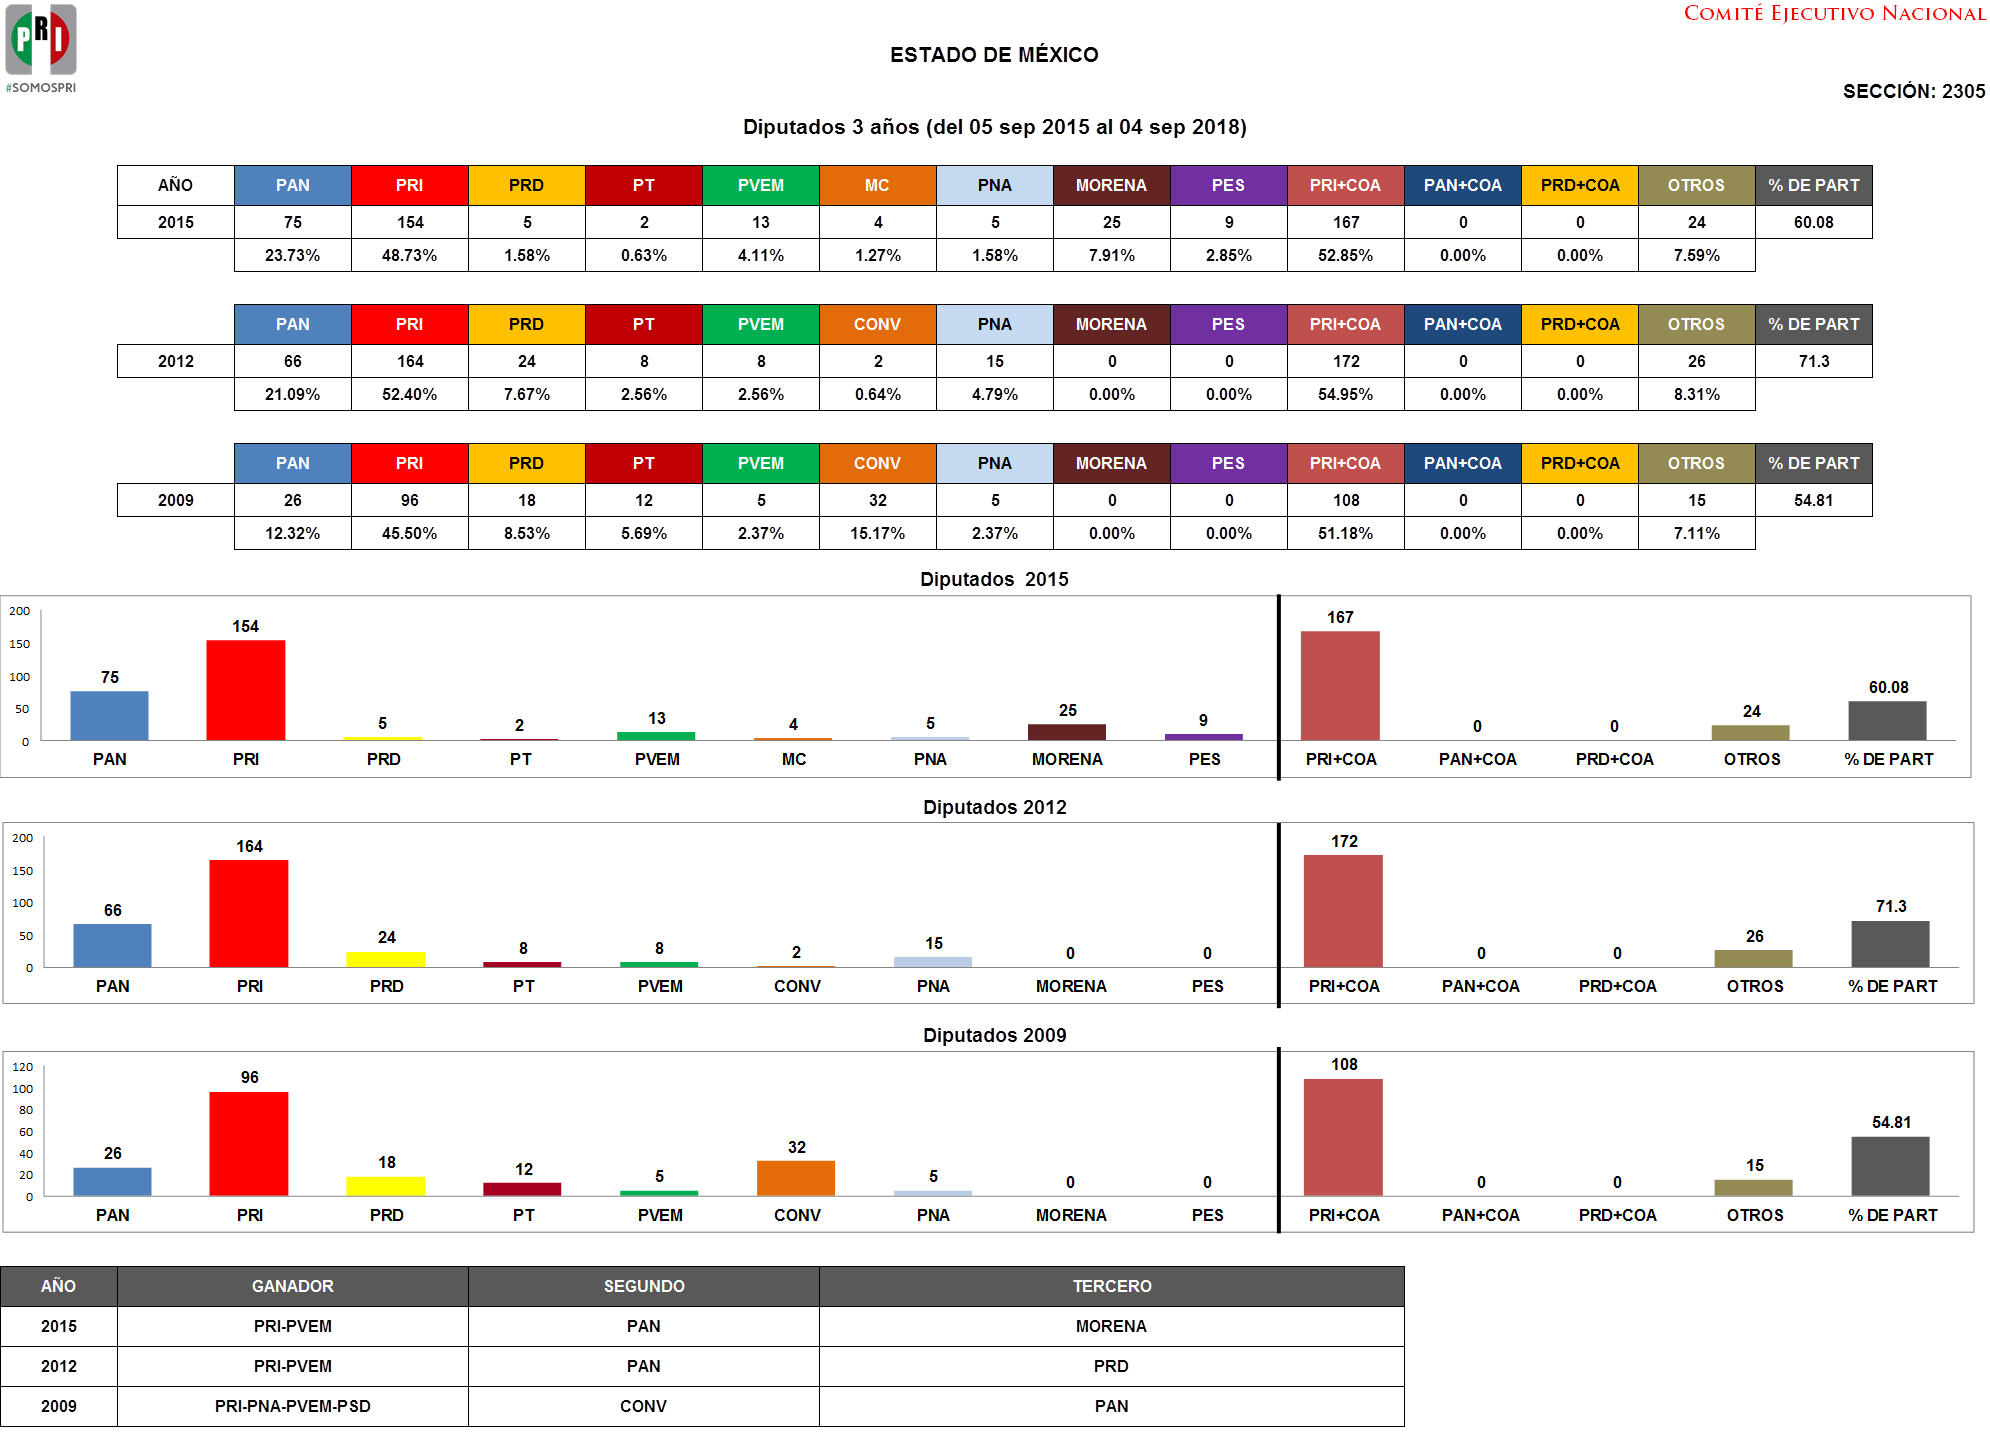 PRI
#SOMOSPRI
COMITÉ EJECUTIVO NACIONAL
ESTADO DE MÉXICO
SECCIÓN: 2305
Diputados 3 años (del 05 sep 2015 al 04 sep 2018)
AÑO PAN PRI PRD PT PVEM MC PNA MORENA PES PRI+COA PAN+COA PRD+COA OTROS % DE PART
2015 75 154 5 2 13 4 5 25 9 167 0 0 24 60.08
23.73% 48.73% 1.58% 0.63% 4.11% 1.27% 1.58% 7.91% 2.85% 52.85% 0.00% 0.00% 7.59%
PAN PRI PRD PT PVEM CONV PNA MORENA PES PRI+COA PAN+COA PRD+COA OTROS % DE PART
2012 66 164 24 8 8 2 15 0 0 172 0 0 26 71.3
21.09% 52.40% 7.67% 2.56% 2.56% 0.64% 4.79% 0.00% 0.00% 54.95% 0.00% 0.00% 8.31%
PAN PRI PRD PT PVEM CONV PNA MORENA PES PRI+COA PAN+COA PRD+COA OTROS % DE PART
2009 26 96 18 12 5 32 5 0 0 108 0 0 15 54.81
12.32% 45.50% 8.53% 5.69% 2.37% 15.17% 2.37% 0.00% 0.00% 51.18% 0.00% 0.00% 7.11%
Diputados 2015
200
150
100
50
0
75 154 5 2 13 4 5 25 9 167 0 0 24 60.08
PAN PRI PRD PT PVEM MC PNA MORENA PES PRI+COA PAN+COA PRD+COA OTROS % DE PART
Diputados 2012
200
150
100
50
0
66 164 24 8 8 2 15 0 0 172 0 0 26 71.3
PAN PRI PRD PT PVEM CONV PNA MORENA PES PRI+COA PAN+COA PRD+COA OTROS % DE PART
Diputados 2009
120
100
80
60
40
20
0
26 96 18 12 5 32 5 0 0 108 0 0 15 54.81
PAN PRI PRD PT PVEM CONV PNA MORENA PES PRI+COA PAN+COA PRD+COA OTROS % DE PART
AÑO GANADOR SEGUNDO TERCERO
2015 PRI-PVEM PAN MORENA
2012 PRI-PVEM PAN PRD
2009 PRI-PNA-PVEM-PSD CONV PAN